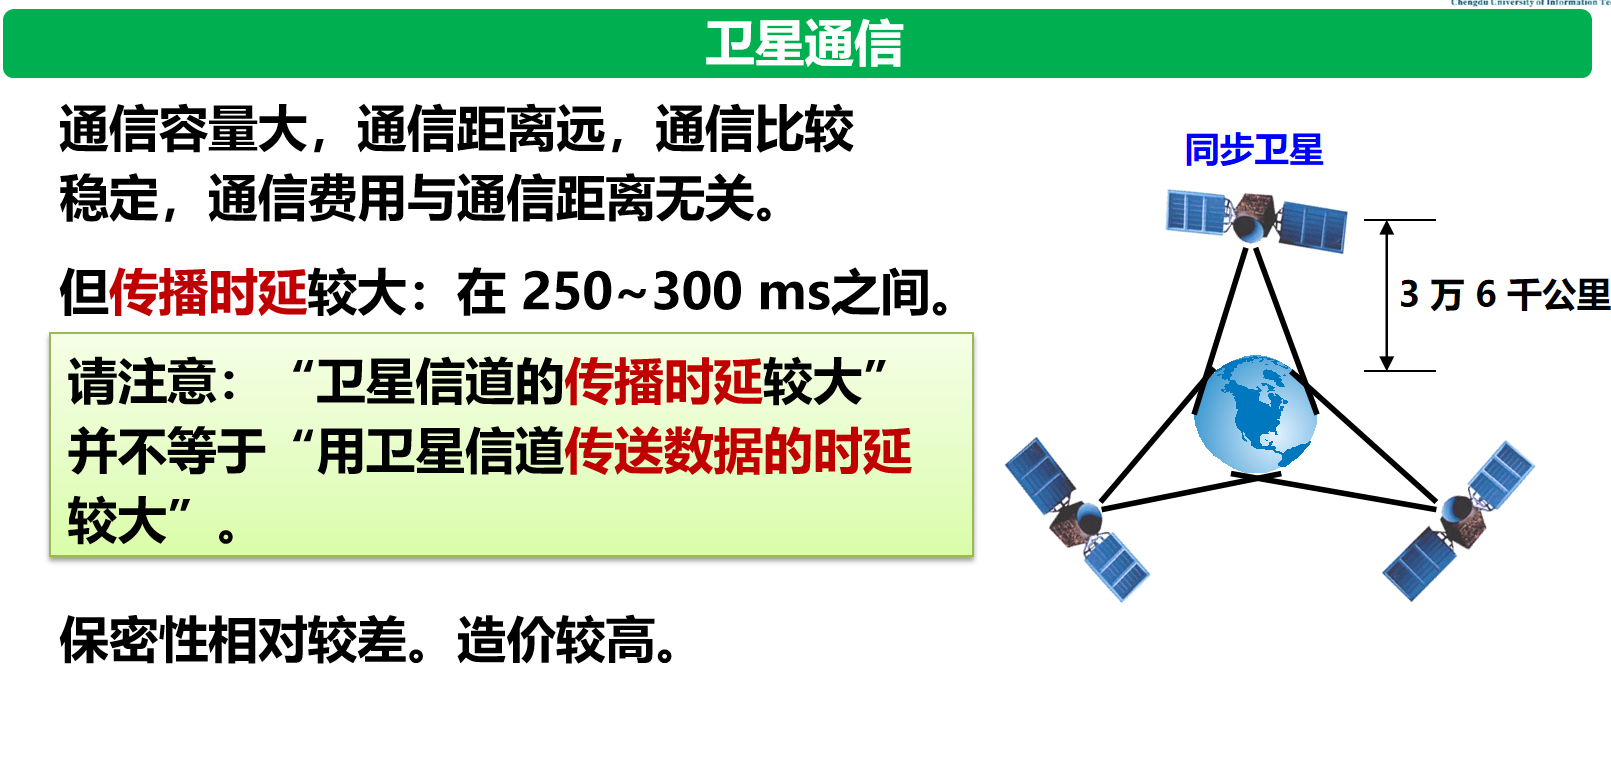 Chengdu University of Information Te
卫星通信
通信容量大，通信距离远，通信比较
稳定，通信费用与通信距离无关。
但传播时延较大：在 250~300 ms之间。
请注意：“卫星信道的传播时延较大”
并不等于“用卫星信道传送数据的时延
较大”。
保密性相对较差。造价较高。
同步卫星
3 万 6 千公里